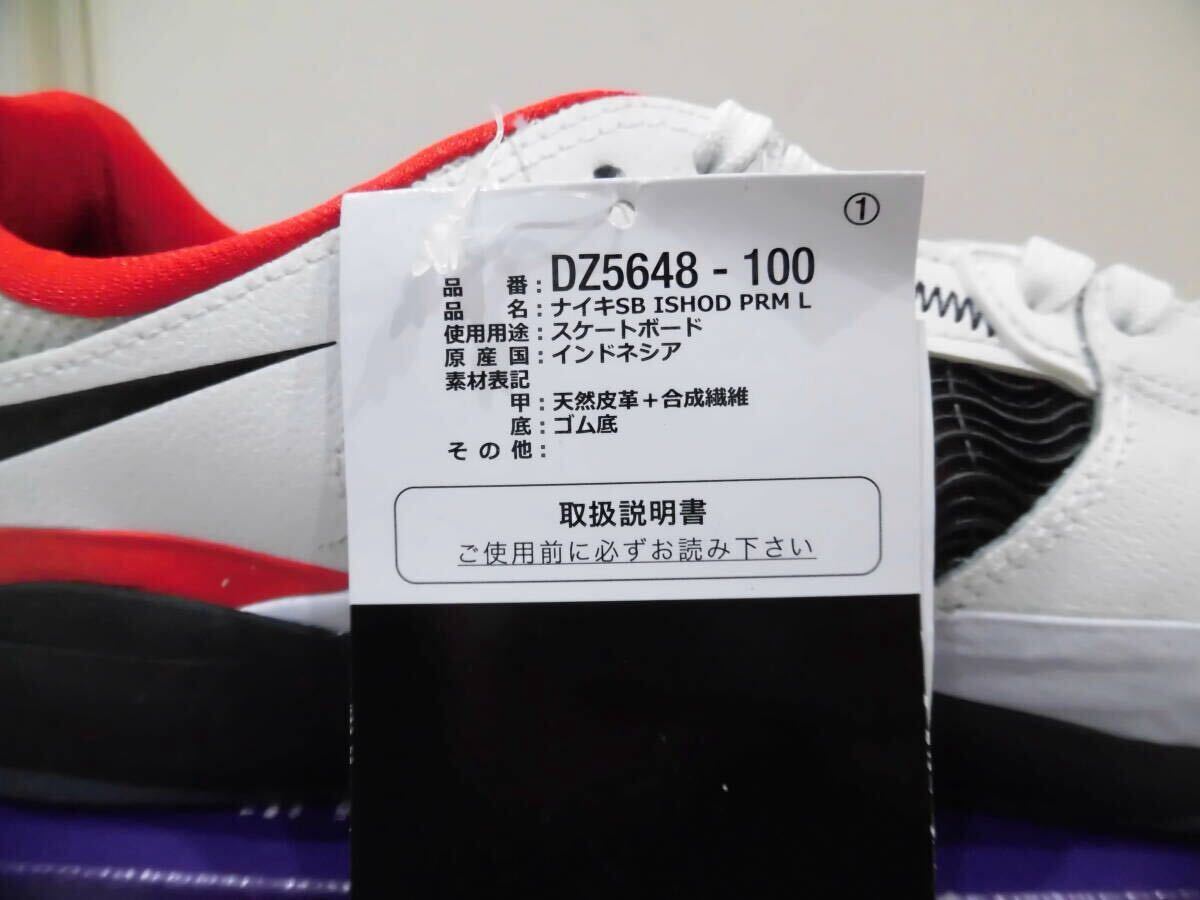 ①
品 番 : DZ5648 - 100
品 名 : ナイキSB ISHOD PRM L
使用用途 : スケートボード
原 産 国 : インドネシア
素材表記
甲 : 天然皮革＋合成繊維
底 : ゴム底
そ の 他 :
取扱説明書
ご使用前に必ずお読み下さい